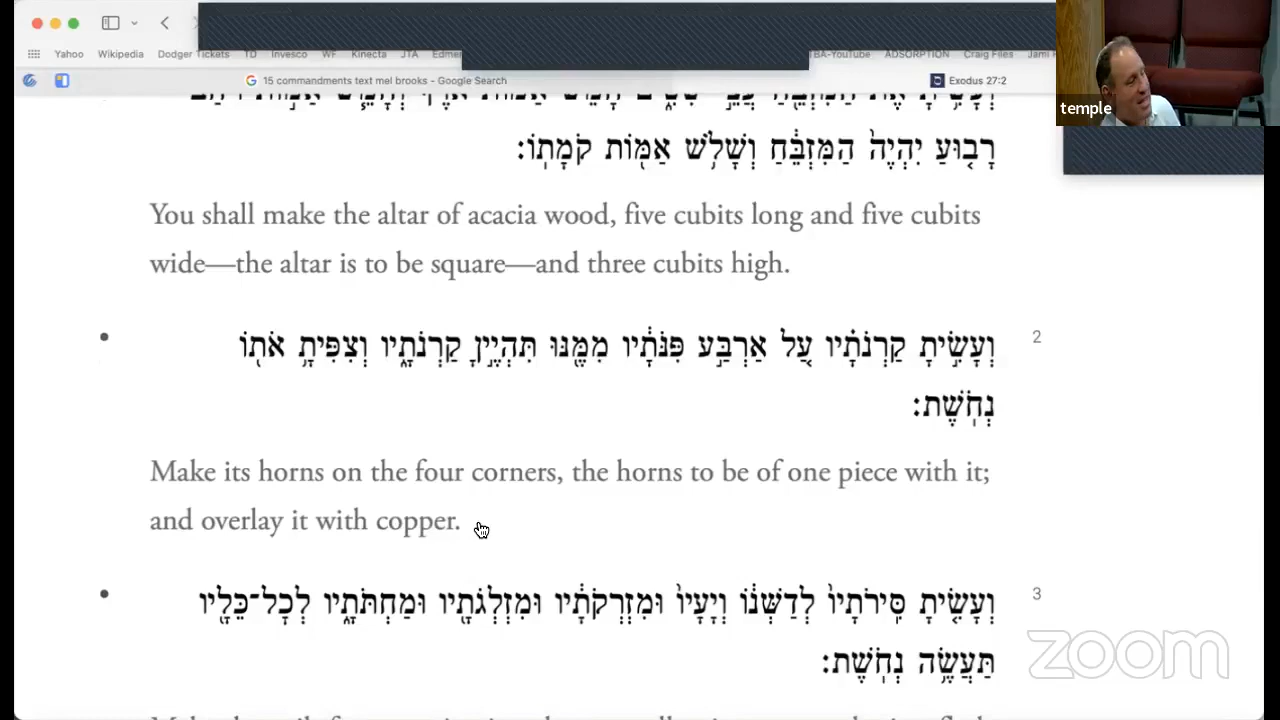 Yahoo Wikipedia Dodger Tickets TD Invesco WF Kinecta JTA BA-YouTube ADSORPTION Craig Files
15 commandments text mel brooks - Google Search Exodus 27:2
temple
רָב֤וּעַ יִהְיֶה֙ הַמִּזְבֵּ֔חַ וְשָׁלֹ֥שׁ אַמּ֖וֹת קֹמָתֽוֹ׃
You shall make the altar of acacia wood, five cubits long and five cubits
wide—the altar is to be square—and three cubits high.
2
וְעָשִׂ֣יתָ קַרְנֹתָ֗יו עַ֚ל אַרְבַּ֣ע פִּנֹּתָ֔יו מִמֶּ֖נּוּ תִּהְיֶ֣יןָ קַרְנֹתָ֑יו וְצִפִּיתָ֥ אֹת֖וֹ
נְחֹֽשֶׁת׃
Make its horns on the four corners, the horns to be of one piece with it;
and overlay it with copper.
3
וְעָשִׂ֤יתָ סִּֽירֹתָיו֙ לְדַשְּׁנ֔וֹ וְיָעָיו֙ וּמִזְרְקֹתָ֔יו וּמִזְלְגֹתָ֖יו וּמַחְתֹּתָ֑יו לְכׇל־כֵּלָ֖יו
תַּעֲשֶׂ֥ה נְחֹֽשֶׁת׃
zoom